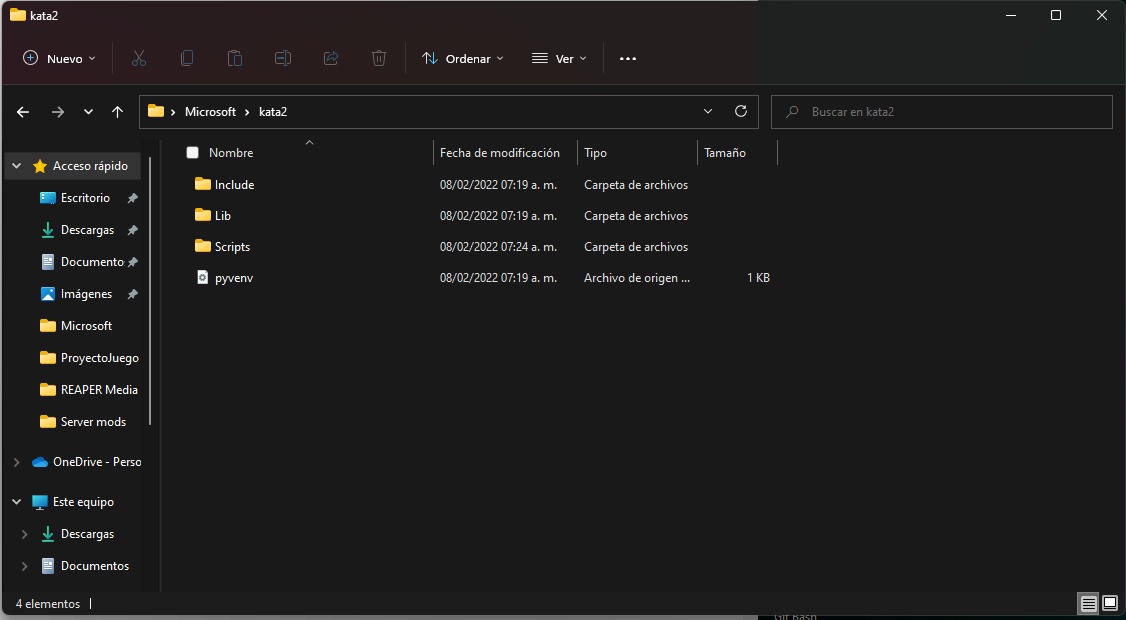 kata2
Nuevo
Ordenar
Ver
Microsoft
kata2
Buscar en kata2
Nombre Fecha de modificación Tipo Tamaño
Acceso rápido
Escritorio
Descargas
Documento
Imágenes
Microsoft
ProyectoJuego
REAPER Media
Server mods
OneDrive - Perso
Este equipo
Descargas
Documentos
Include 08/02/2022 07:19 a. m. Carpeta de archivos
Lib 08/02/2022 07:19 a. m. Carpeta de archivos
Scripts 08/02/2022 07:24 a. m. Carpeta de archivos
pyvenv 08/02/2022 07:19 a. m. Archivo de origen ... 1 KB
4 elementos
Git Bash